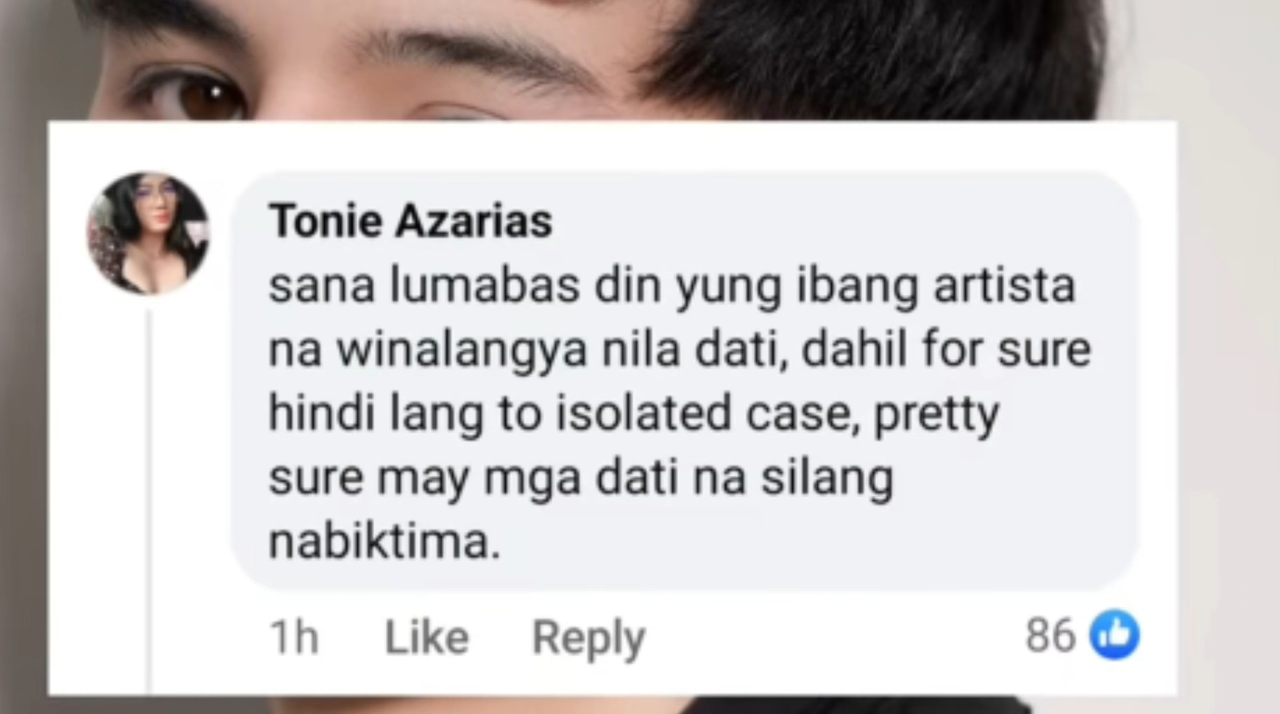 Tonie Azarias
sana lumabas din yung ibang artista
na winalangya nila dati, dahil for sure
hindi lang to isolated case, pretty
sure may mga dati na silang
nabiktima.
1h Like Reply 86